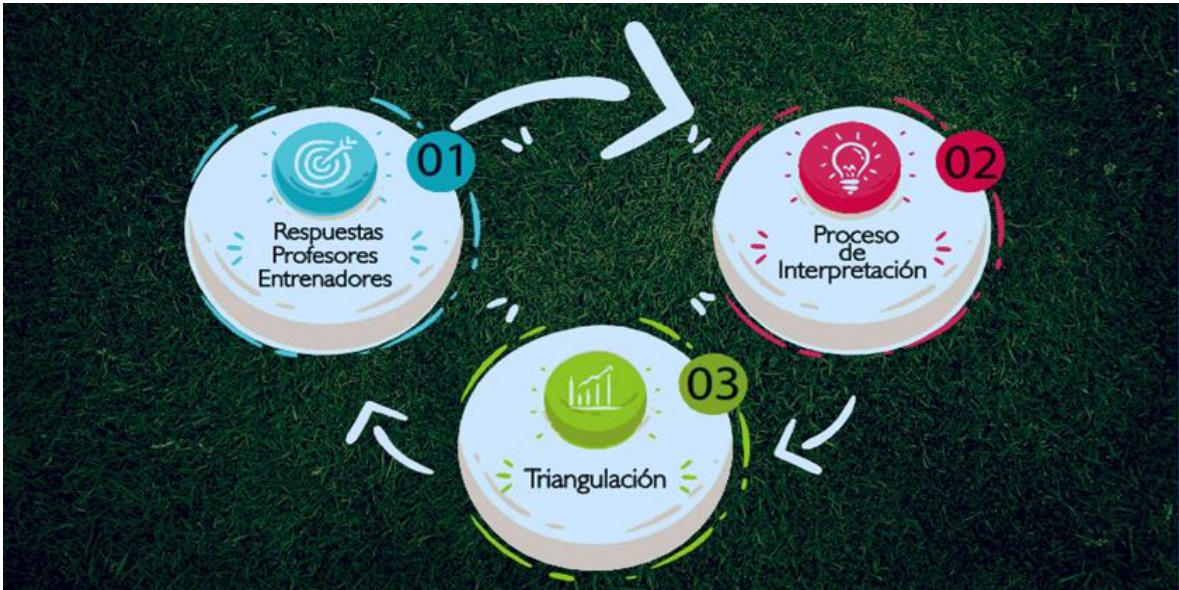 01
Respuestas
Profesores
Entrenadores
02
Proceso
de
Interpretación
03
Triangulación